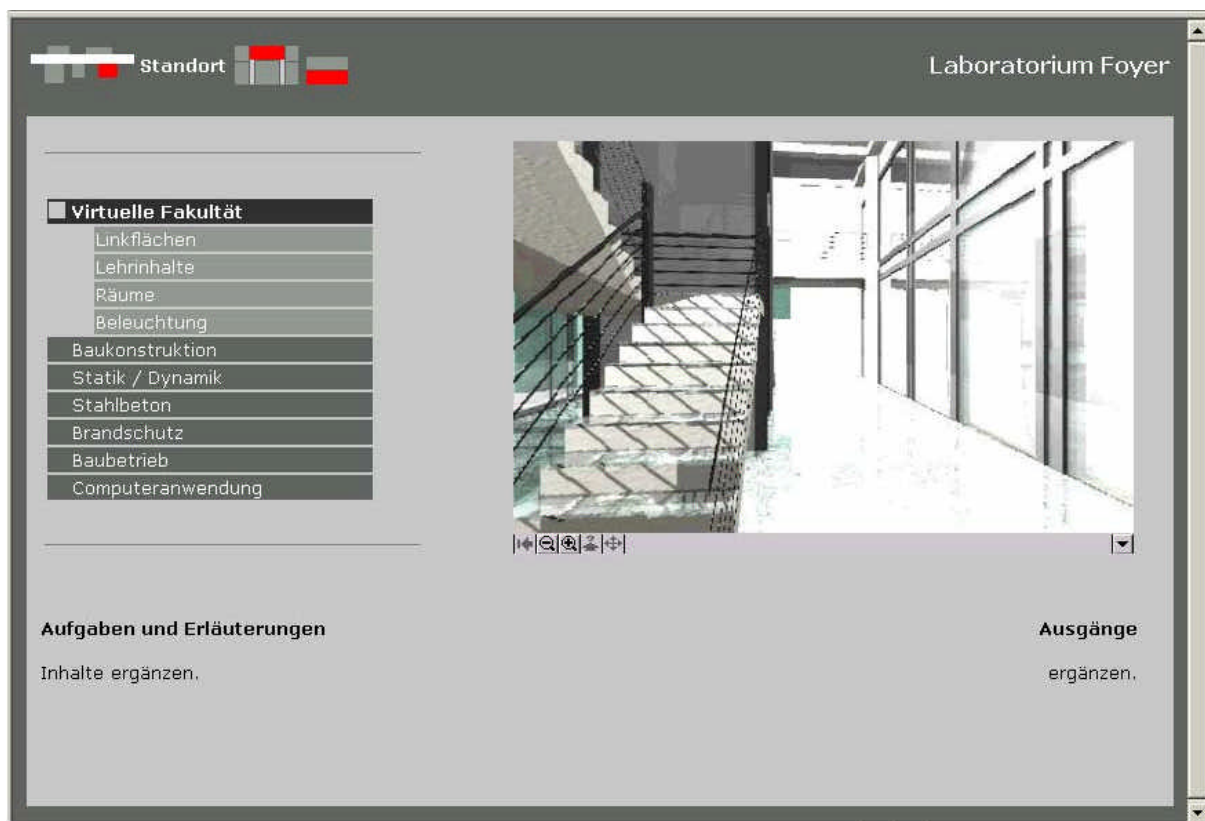 Standort
Laboratorium Foyer
Virtuelle Fakultät
Linkflächen
Lehrinhalte
Räume
Beleuchtung
Baukonstruktion
Statik / Dynamik
Stahlbeton
Brandschutz
Baubetrieb
Computeranwendung
Aufgaben und Erläuterungen
Inhalte ergänzen.
Ausgänge
ergänzen.